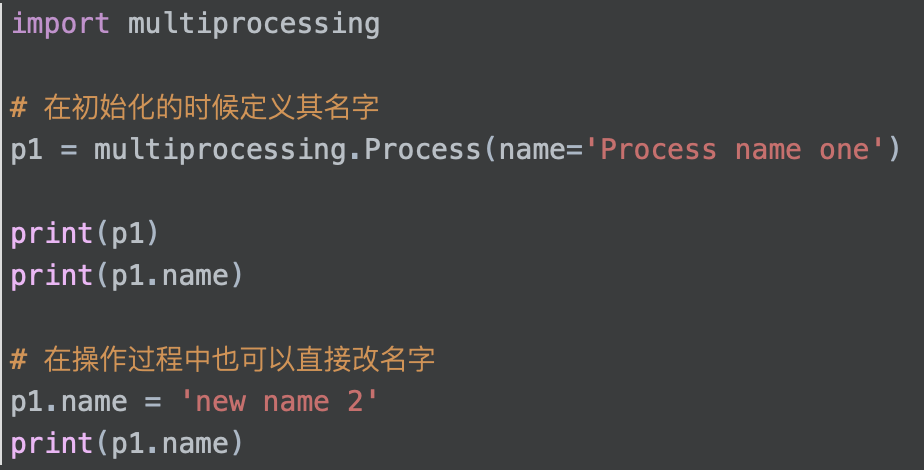 import multiprocessing
# 在初始化的时候定义其名字
p1 = multiprocessing.Process(name='Process name one')
print(p1)
print(p1.name)
# 在操作过程中也可以直接改名字
p1.name = 'new name 2'
print(p1.name)